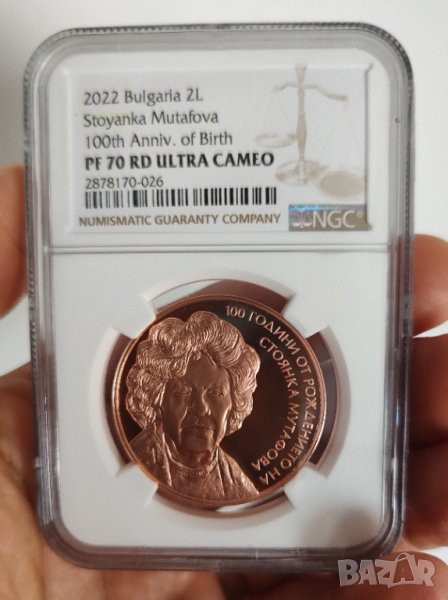 2022 Bulgaria 2L
Stoyanka Mutafova
100th Anniv. of Birth
PF 70 RD ULTRA CAMEO
2878170-026
NUMISMATIC GUARANTY COMPANY
NGC
100 ГОДИНИ ОТ РОЖДЕНИЕТО НА
СТОЯНКА МУТАФОВА
BAZAR